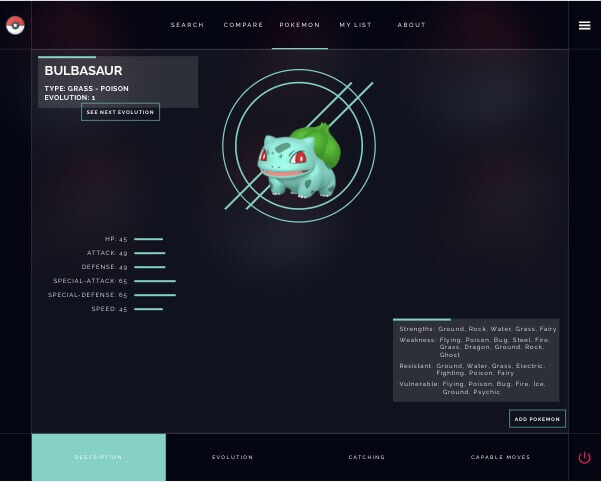 SEARCH COMPARE POKEMON MY LIST ABOUT
BULBASAUR
TYPE: GRASS - POISON
EVOLUTION: 1
SEE NEXT EVOLUTION
HP: 45
ATTACK: 49
DEFENSE: 49
SPECIAL-ATTACK: 65
SPECIAL-DEFENSE: 65
SPEED: 45
Strengths: Ground, Rock, Water, Grass, Fairy
Weakness: Flying, Poison, Bug, Steel, Fire,
Grass, Dragon, Ground, Rock,
Ghost
Resistant: Ground, Water, Grass, Electric,
Fighting, Poison, Fairy
Vulnerable: Flying, Poison, Bug, Fire, Ice,
Ground, Psychic
ADD POKEMON
DESCRIPTION EVOLUTION CATCHING CAPABLE MOVES